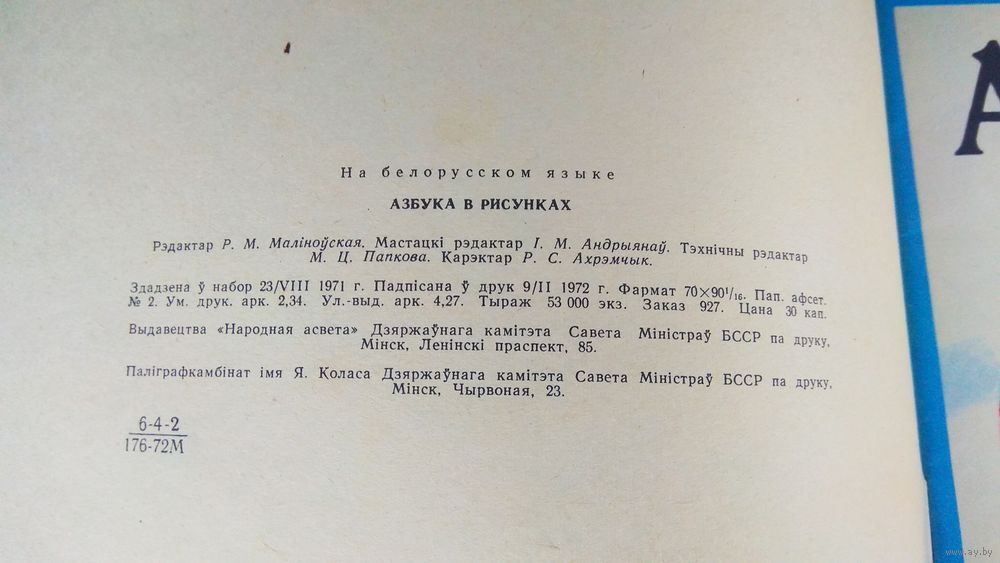 На белорусском языке
АЗБУКА В РИСУНКАХ
Рэдактар Р. М. Маліноўская. Мастацкі рэдактар І. М. Андрыянаў. Тэхнічны рэдактар
М. Ц. Папкова. Карэктар Р. С. Ахрэмчык.
Здадзена ў набор 23/VIII 1971 г. Падпісана ў друк 9/II 1972 г. Фармат 70×90¹/₁₆. Пап. афсет.
№ 2. Ум. друк. арк. 2,34. Ул.-выд. арк. 4,27. Тыраж 53 000 экз. Заказ 927. Цана 30 кап.
Выдавецтва «Народная асвета» Дзяржаўнага камітэта Савета Міністраў БССР па друку,
Мінск, Ленінскі праспект, 85.
Паліграфкамбінат імя Я. Коласа Дзяржаўнага камітэта Савета Міністраў БССР па друку,
Мінск, Чырвоная, 23.
6-4-2
176-72М
А
www.ay.by